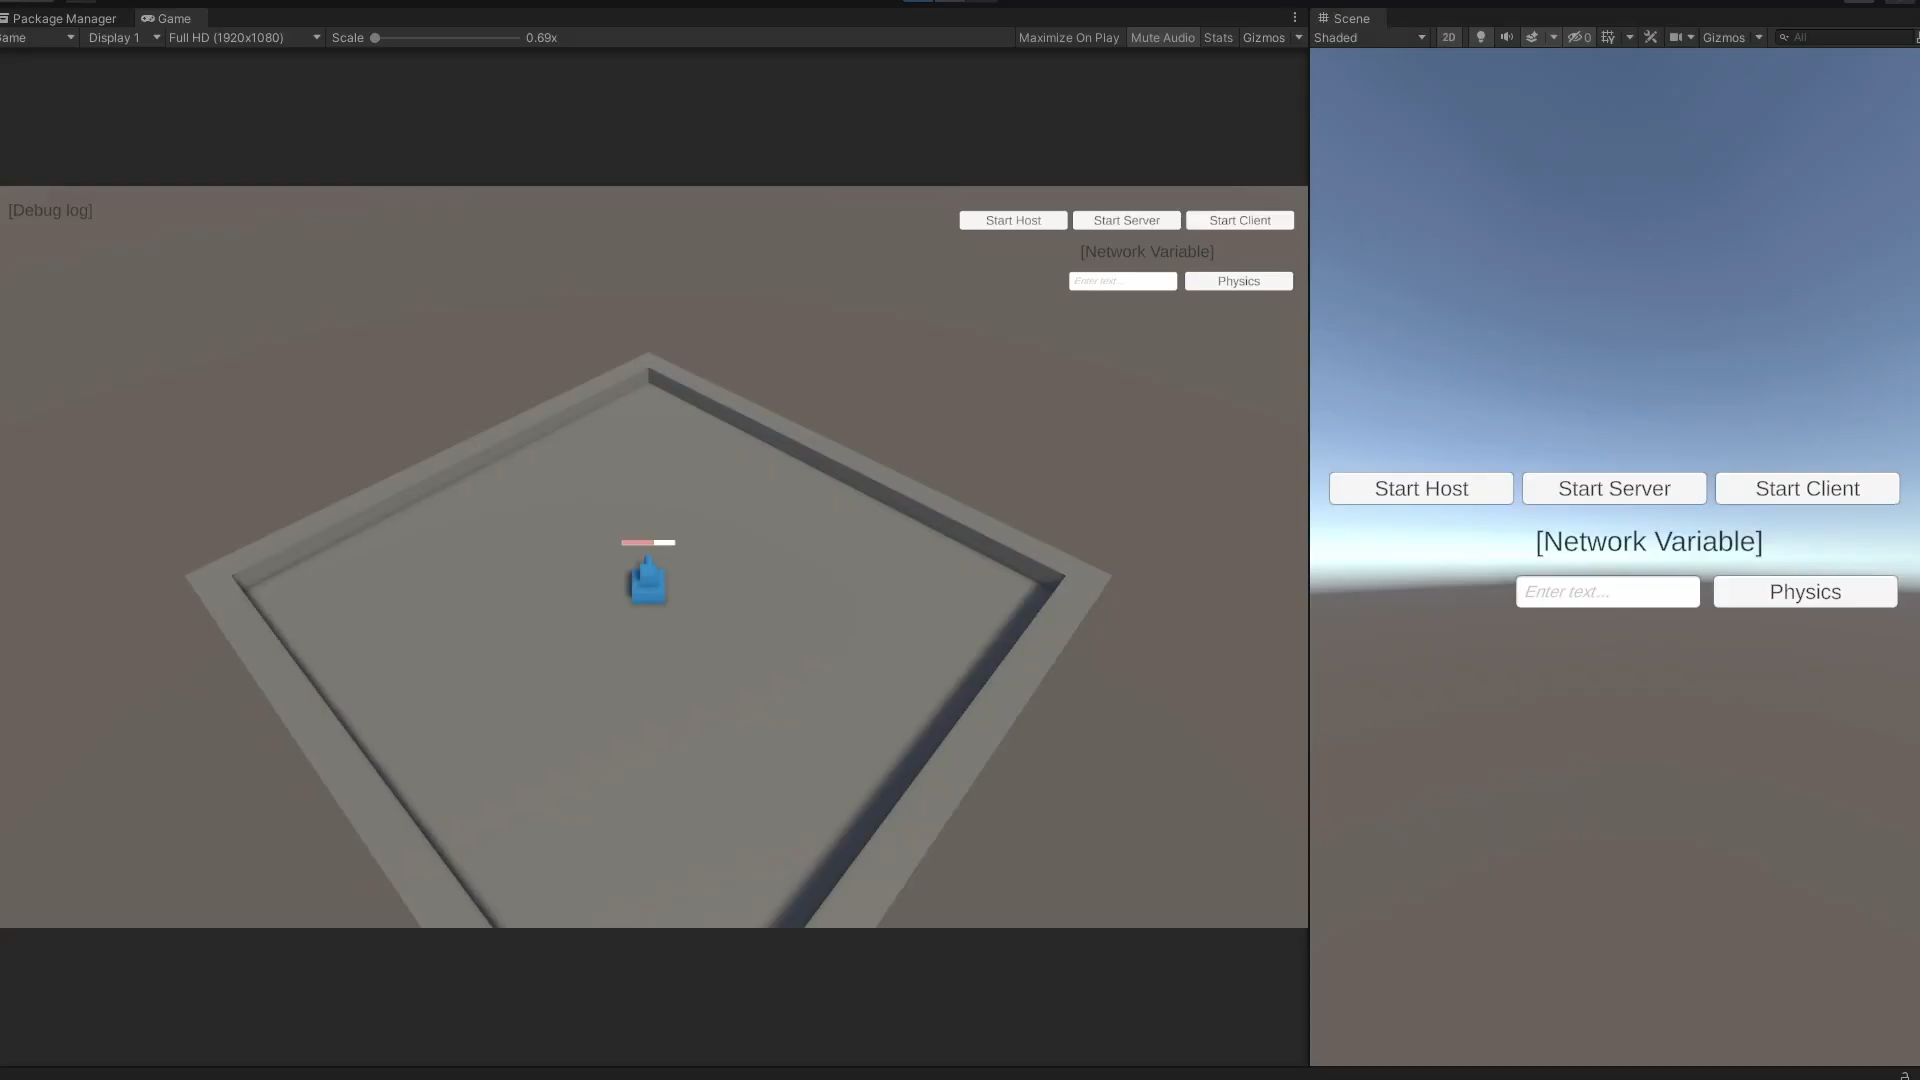 Package Manager
Game
Display 1
Full HD (1920x1080)
Scale
0.69x
Maximize On Play
Mute Audio
Stats
Gizmos
Scene
Shaded
2D
0
Gizmos
All
[Debug log]
Start Host
Start Server
Start Client
[Network Variable]
Enter text...
Physics
Start Host
Start Server
Start Client
[Network Variable]
Enter text...
Physics